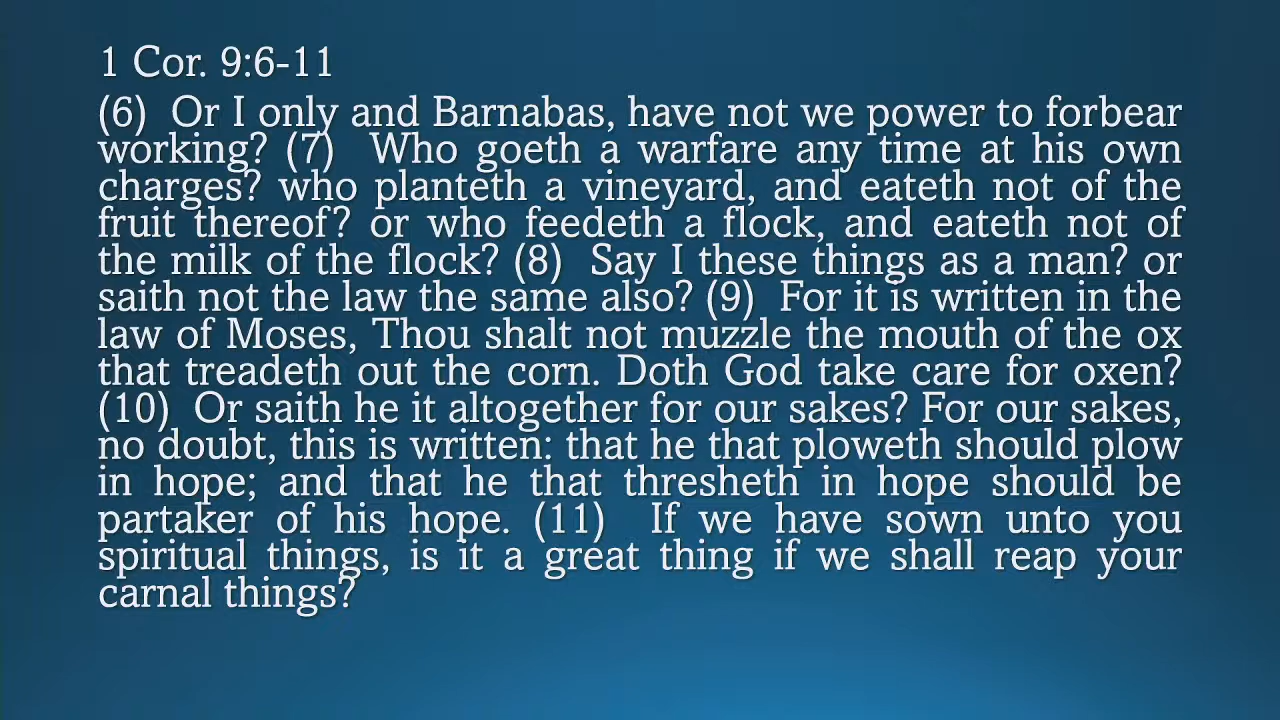 1 Cor. 9:6-11
(6) Or I only and Barnabas, have not we power to forbear
working? (7) Who goeth a warfare any time at his own
charges? who planteth a vineyard, and eateth not of the
fruit thereof? or who feedeth a flock, and eateth not of
the milk of the flock? (8) Say I these things as a man? or
saith not the law the same also? (9) For it is written in the
law of Moses, Thou shalt not muzzle the mouth of the ox
that treadeth out the corn. Doth God take care for oxen?
(10) Or saith he it altogether for our sakes? For our sakes,
no doubt, this is written: that he that ploweth should plow
in hope; and that he that thresheth in hope should be
partaker of his hope. (11) If we have sown unto you
spiritual things, is it a great thing if we shall reap your
carnal things?